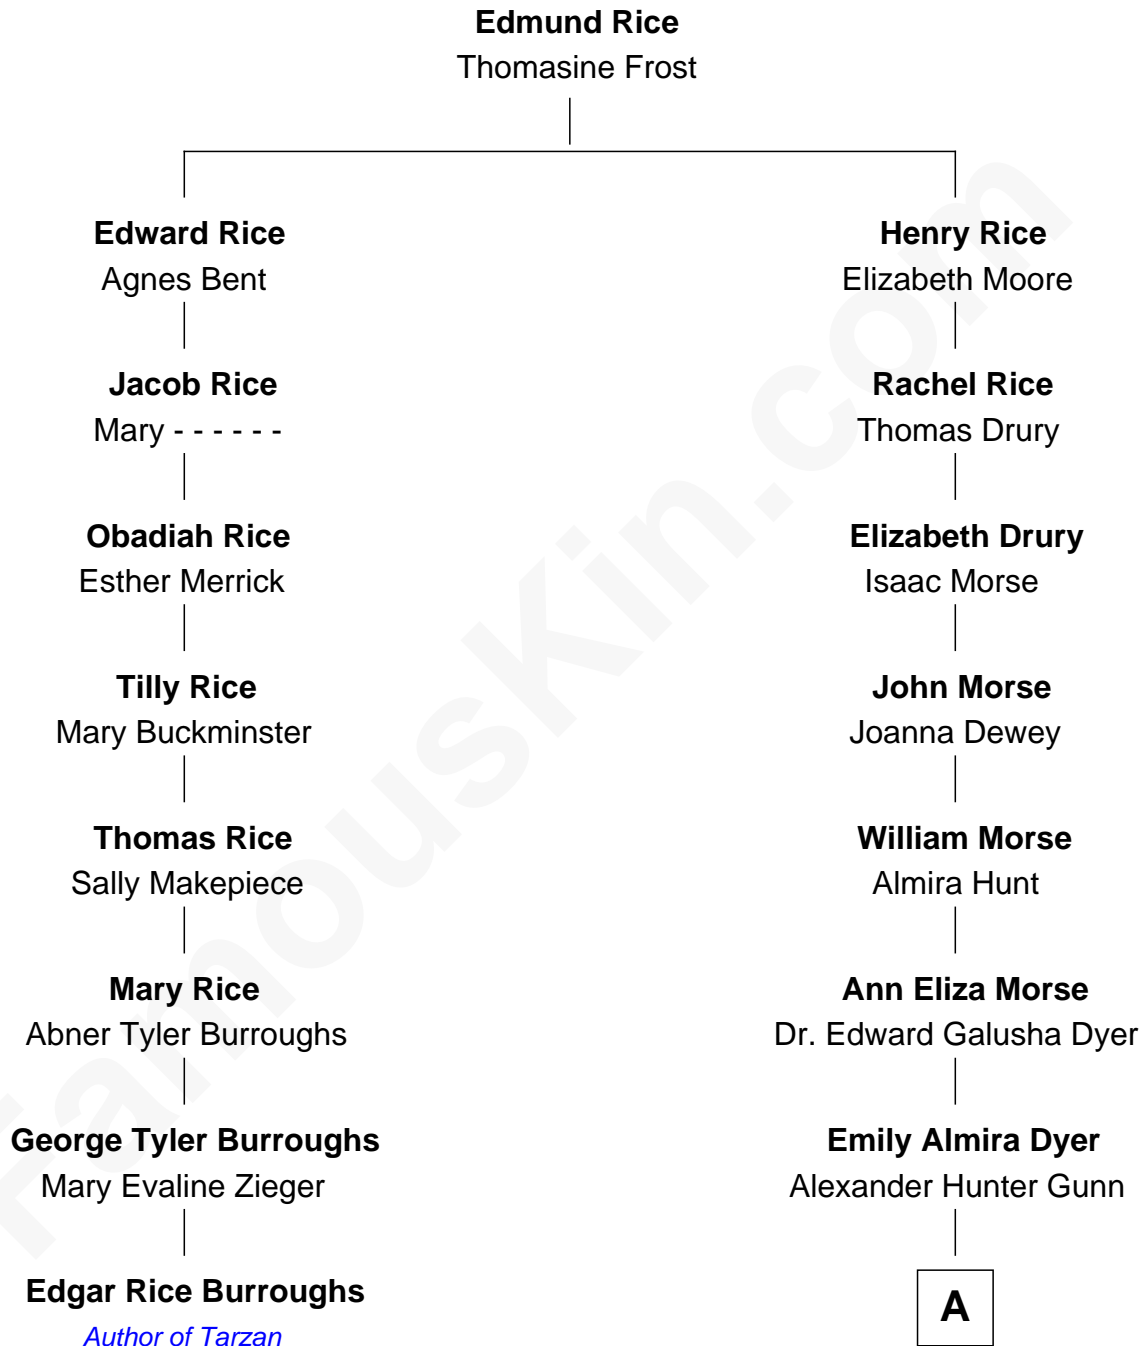 Edmund Rice
Thomasine Frost
Edward Rice
Agnes Bent
Henry Rice
Elizabeth Moore
Jacob Rice
Mary - - - - - -
Rachel Rice
Thomas Drury
Obadiah Rice
Esther Merrick
Elizabeth Drury
Isaac Morse
Tilly Rice
Mary Buckminster
John Morse
Joanna Dewey
Thomas Rice
Sally Makepiece
William Morse
Almira Hunt
Mary Rice
Abner Tyler Burroughs
Ann Eliza Morse
Dr. Edward Galusha Dyer
George Tyler Burroughs
Mary Evaline Zieger
Emily Almira Dyer
Alexander Hunter Gunn
Edgar Rice Burroughs
Author of Tarzan
A
FamousKin.com